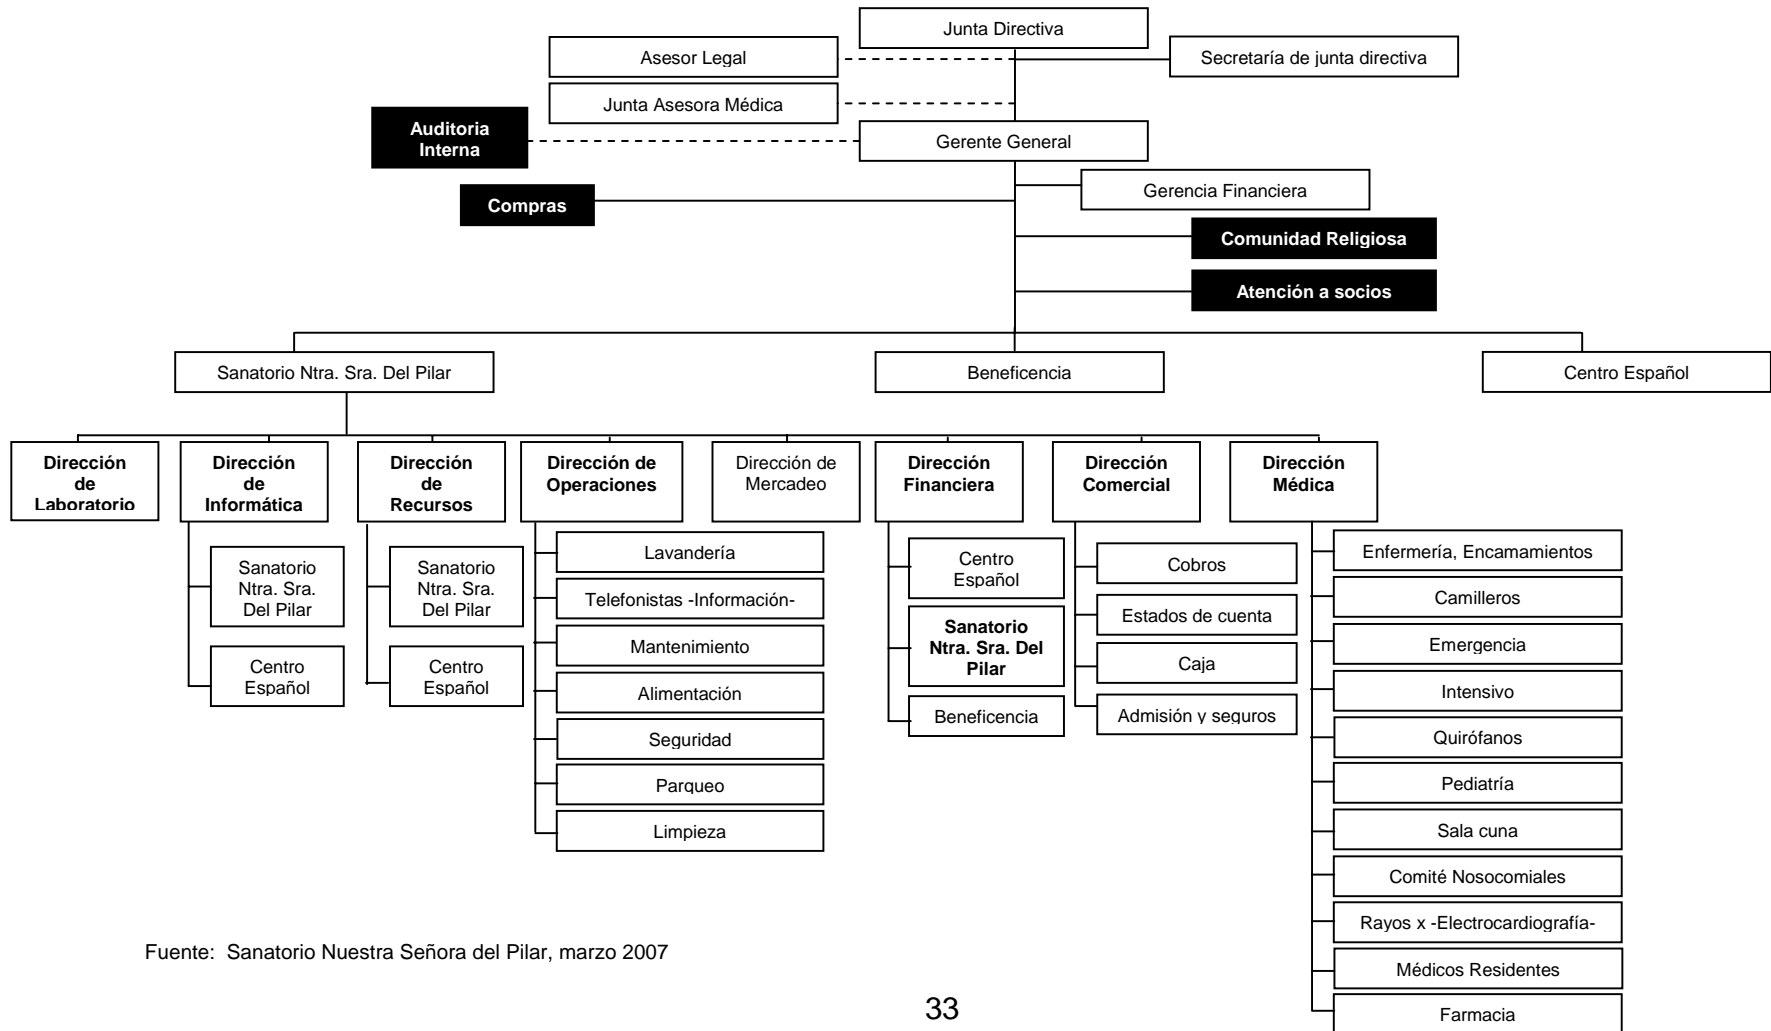 Junta Directiva
Asesor Legal
Secretaría de junta directiva
Junta Asesora Médica
Auditoria
Interna
Gerente General
Gerencia Financiera
Compras
Comunidad Religiosa
Atención a socios
Sanatorio Ntra. Sra. Del Pilar
Beneficencia
Centro Español
Dirección
de
Laboratorio
Dirección
de
Informática
Dirección
de
Recursos
Dirección de
Operaciones
Dirección de
Mercadeo
Dirección
Financiera
Dirección
Comercial
Dirección
Médica
Sanatorio
Ntra. Sra.
Del Pilar
Centro
Español
Sanatorio
Ntra. Sra.
Del Pilar
Centro
Español
Lavandería
Telefonistas -Información-
Mantenimiento
Alimentación
Seguridad
Parqueo
Limpieza
Centro
Español
Sanatorio
Ntra. Sra. Del
Pilar
Beneficencia
Cobros
Estados de cuenta
Caja
Admisión y seguros
Enfermería, Encamamientos
Camilleros
Emergencia
Intensivo
Quirófanos
Pediatría
Sala cuna
Comité Nosocomiales
Rayos x -Electrocardiografía-
Médicos Residentes
Farmacia
Fuente:  Sanatorio Nuestra Señora del Pilar, marzo 2007
33